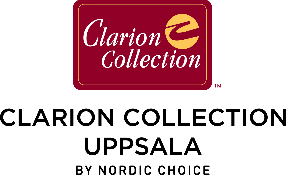 Clarion
Collection
TM
CLARION COLLECTION
UPPSALA
BY NORDIC CHOICE